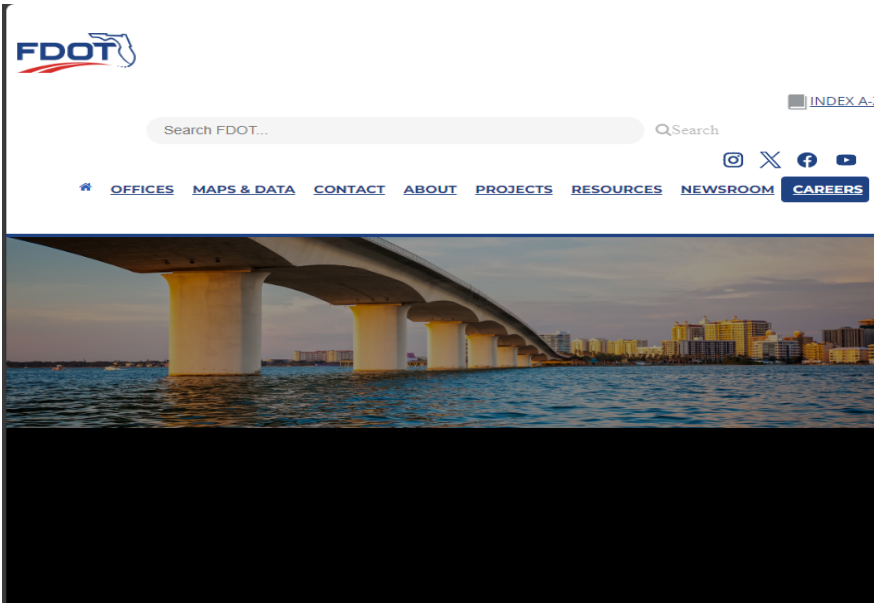 FDOT
INDEX A-Z
Search FDOT...
Search
OFFICES MAPS & DATA CONTACT ABOUT PROJECTS RESOURCES NEWSROOM CAREERS